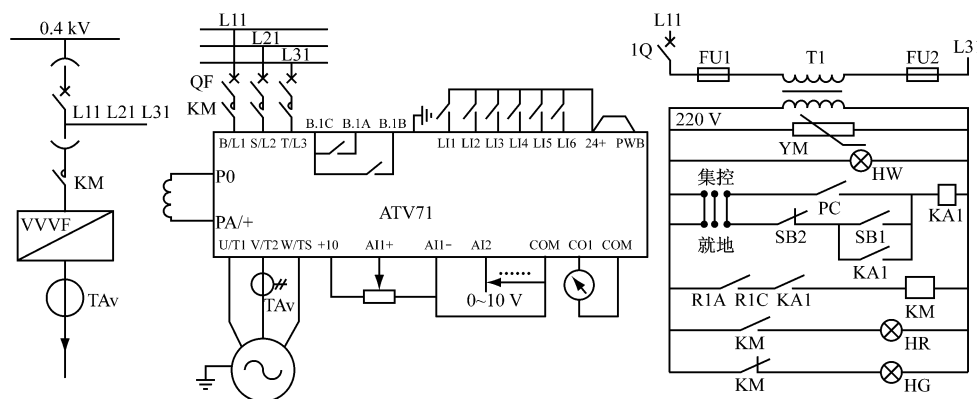 0.4 kV
L11 L21 L31
KM
VVVF
TAv
L11
L21
L31
QF
KM
B.1C B.1A B.1B
B/L1 S/L2 T/L3 LI1 LI2 LI3 LI4 LI5 LI6 24+ PWB
P0
PA/+
ATV71
U/T1 V/T2 W/TS +10 AI1+ AI1− AI2 COM CO1 COM
TAv
0~10 V
L11
1Q
FU1 T1 FU2
L31
220 V
YM
HW
集控
就地
PC
KA1
SB2 SB1
KA1
R1A R1C KA1 KM
KM HR
KM HG